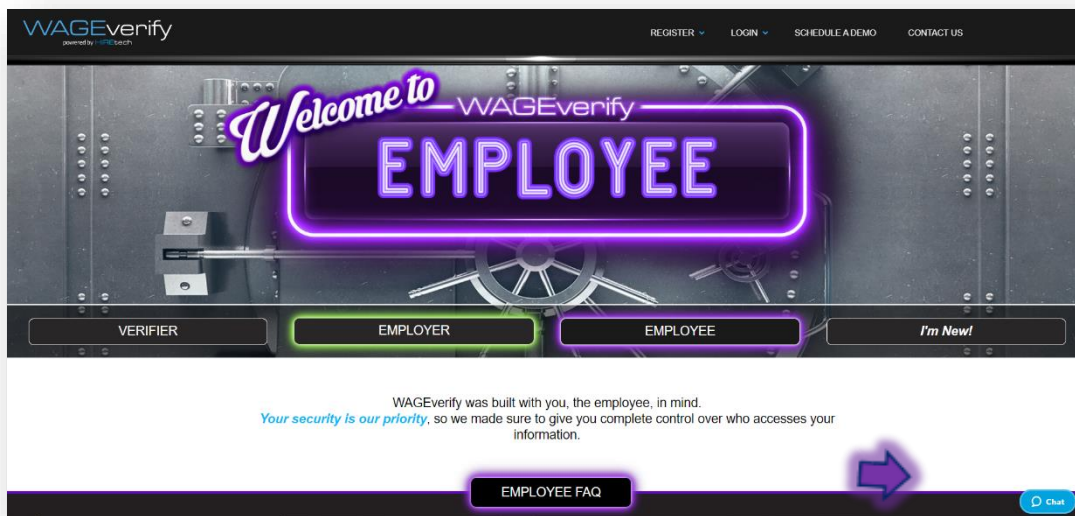 WAGEverify
powered by HIREtech
REGISTER
LOGIN
SCHEDULE A DEMO
CONTACT US
Welcome to
WAGEverify
EMPLOYEE
VERIFIER
EMPLOYER
EMPLOYEE
I'm New!
WAGEverify was built with you, the employee, in mind.
Your security is our priority, so we made sure to give you complete control over who accesses your
information.
EMPLOYEE FAQ
Chat